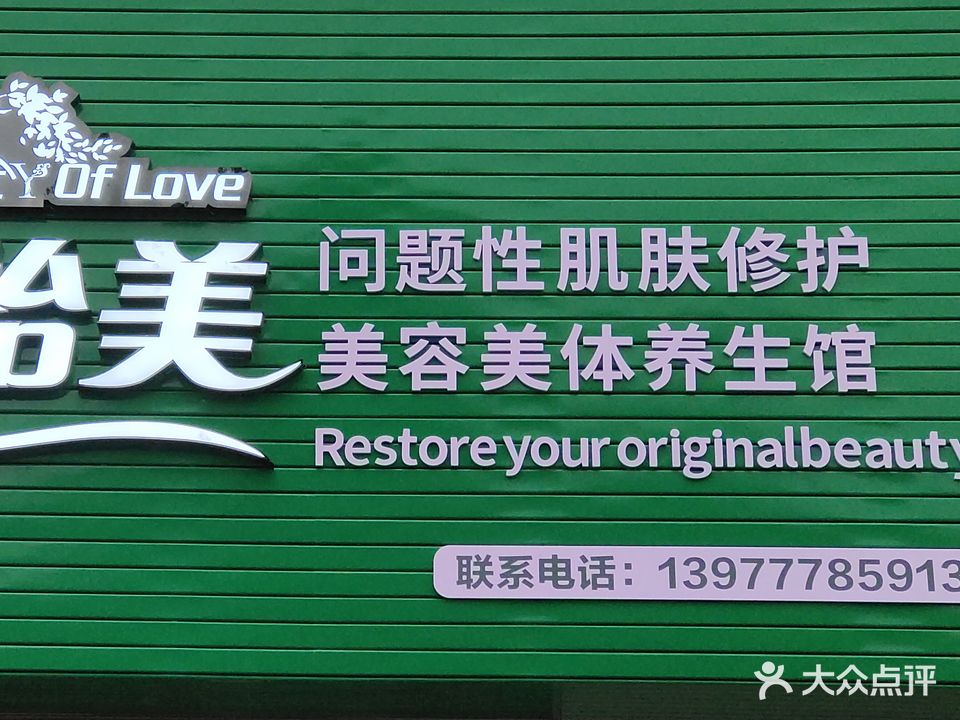 Of Love
美
问题性肌肤修护
美容美体养生馆
Restore your originalbeauty
联系电话：13977785913
大众点评